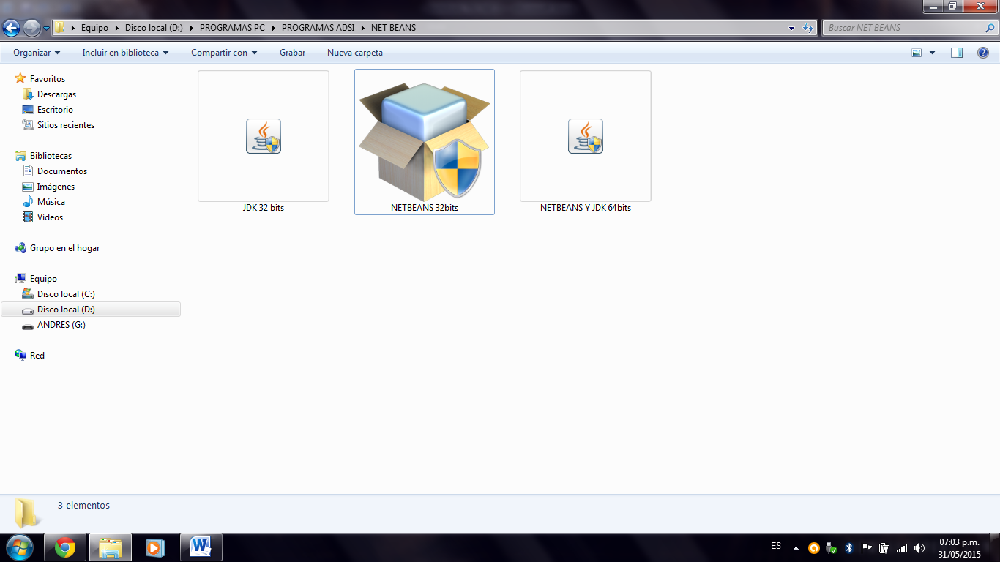 Equipo Disco local (D:) PROGRAMAS PC PROGRAMAS ADSI NET BEANS
Buscar NET BEANS
Organizar Incluir en biblioteca Compartir con Grabar Nueva carpeta
Favoritos
Descargas
Escritorio
Sitios recientes
Bibliotecas
Documentos
Imágenes
Música
Vídeos
Grupo en el hogar
Equipo
Disco local (C:)
Disco local (D:)
ANDRES (G:)
Red
JDK 32 bits
NETBEANS 32bits
NETBEANS Y JDK 64bits
3 elementos
ES
07:03 p.m.
31/05/2015